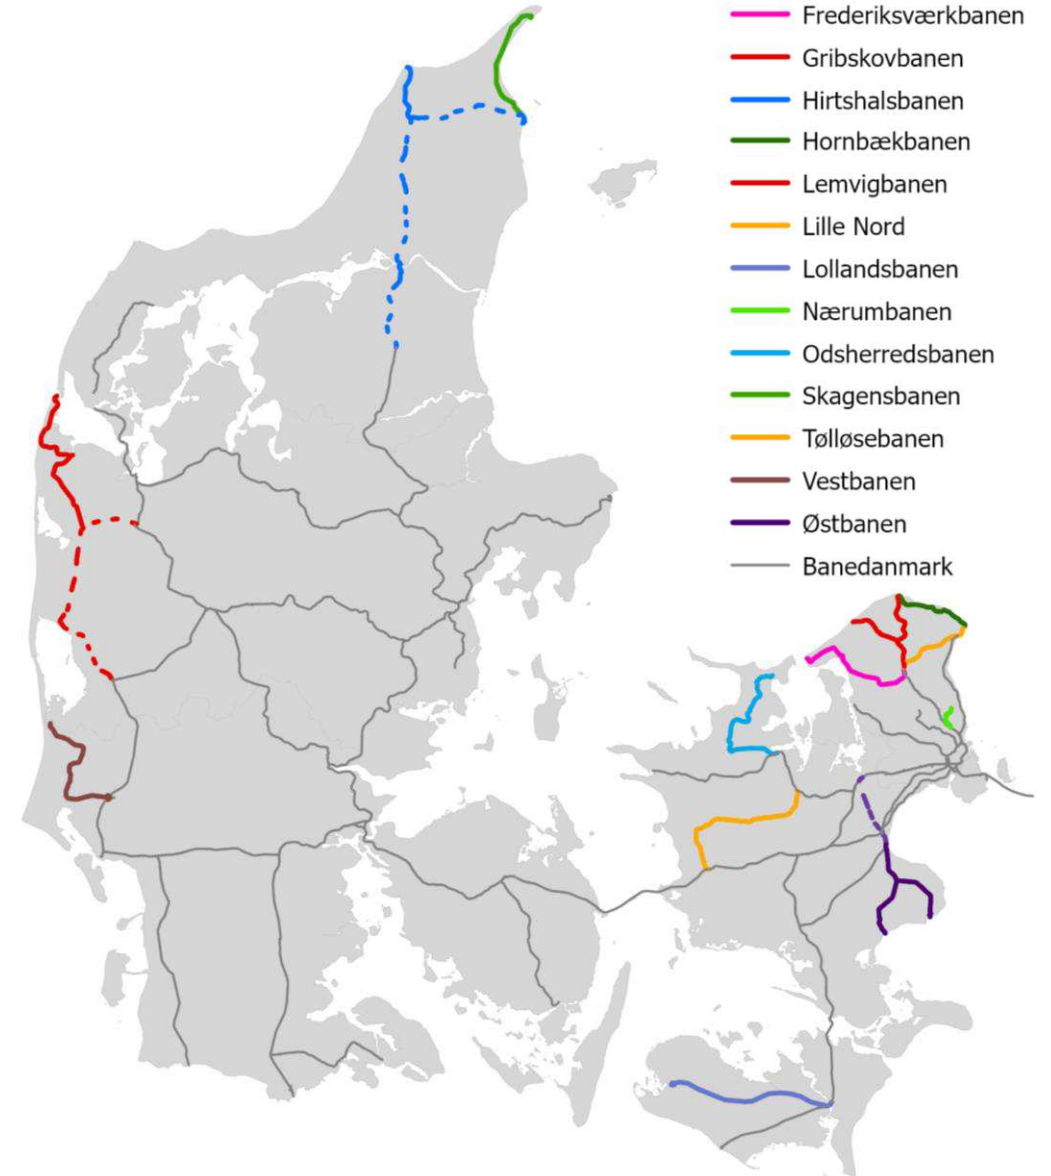 Frederiksværkbanen
Gribskovbanen
Hirtshalsbanen
Hornbækbanen
Lemvigbanen
Lille Nord
Lollandsbanen
Nærumbanen
Odsherredsbanen
Skagensbanen
Tølløsebanen
Vestbanen
Østbanen
Banedanmark